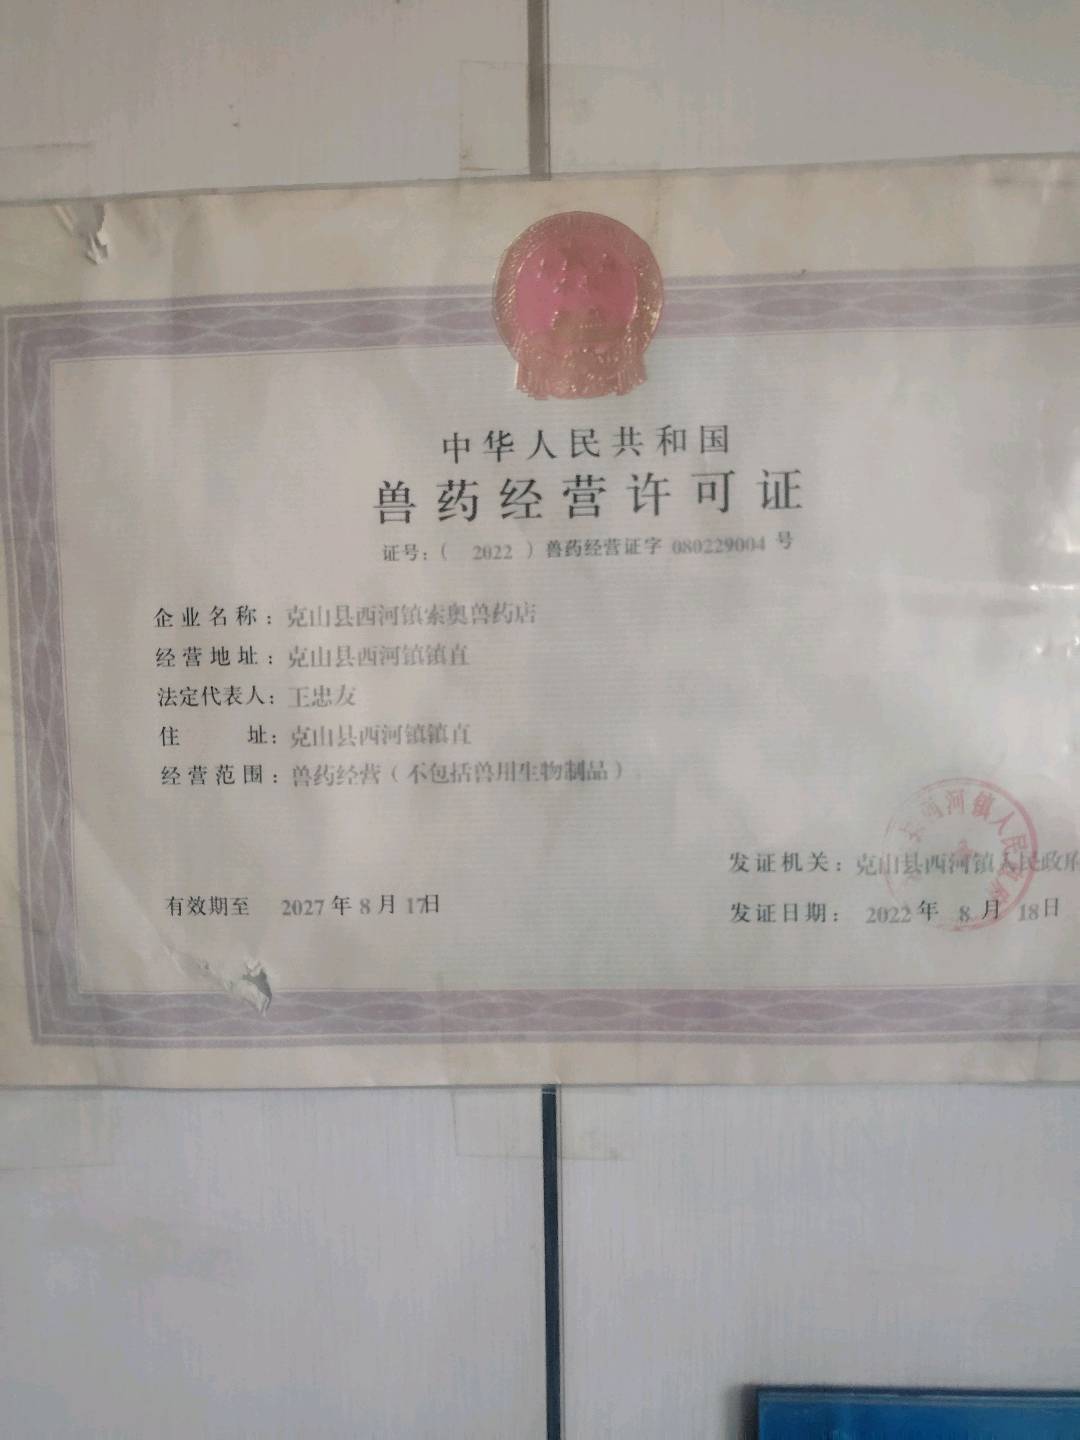 中华人民共和国
兽药经营许可证
证号:( 2022 )兽药经营证字 080229004 号
企业名称: 克山县西河镇索奥兽药店
经营地址: 克山县西河镇镇直
法定代表人: 王忠友
住 址: 克山县西河镇镇直
经营范围: 兽药经营(不包括兽用生物制品)
发证机关: 克山县西河镇人民政府
有效期至 2027 年 8 月 17日
发证日期: 2022 年 8 月 18日
河镇人民政府